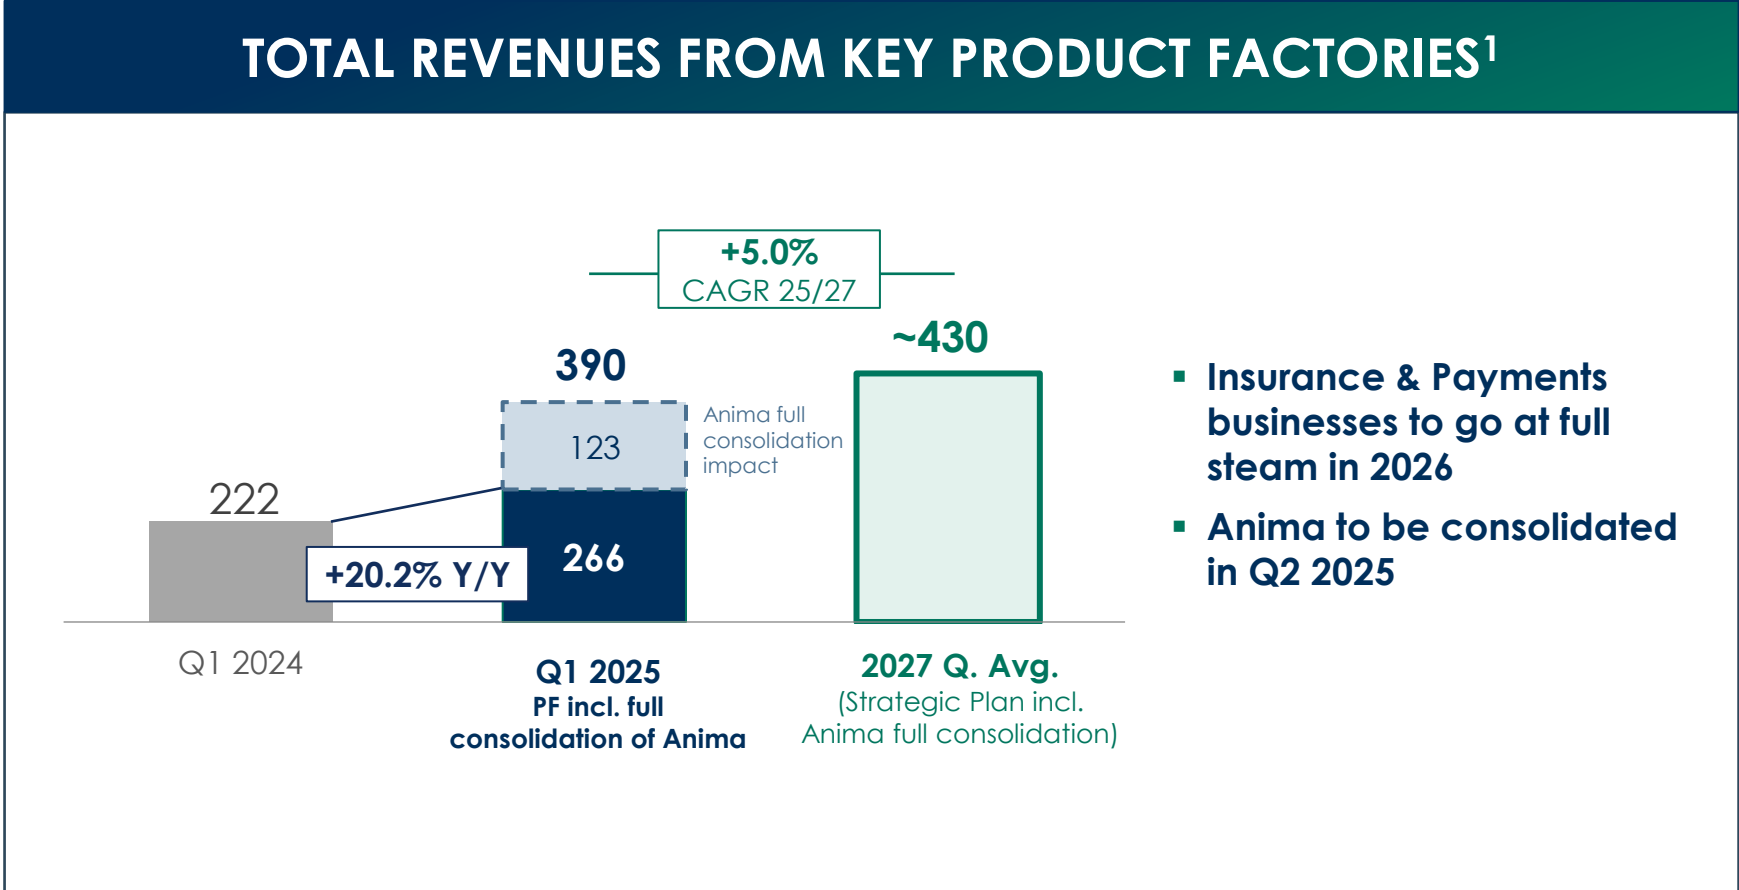 TOTAL REVENUES FROM KEY PRODUCT FACTORIES¹
+5.0%
CAGR 25/27
~430
390
Anima full
consolidation
impact
123
222
+20.2% Y/Y
266
Q1 2024
Q1 2025
PF incl. full
consolidation of Anima
2027 Q. Avg.
(Strategic Plan incl.
Anima full consolidation)
▪ Insurance & Payments
businesses to go at full
steam in 2026
▪ Anima to be consolidated
in Q2 2025